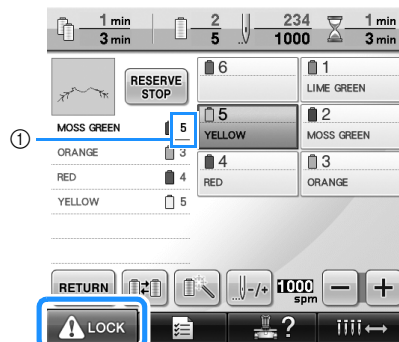 1 min 2 234 1 min
3 min 5 1000 3 min
RESERVE STOP
MOSS GREEN 5
ORANGE 3
RED 4
YELLOW 5
①
6
1 LIME GREEN
5 YELLOW
2 MOSS GREEN
4 RED
3 ORANGE
RETURN
-/+
1000 spm
− +
LOCK
?